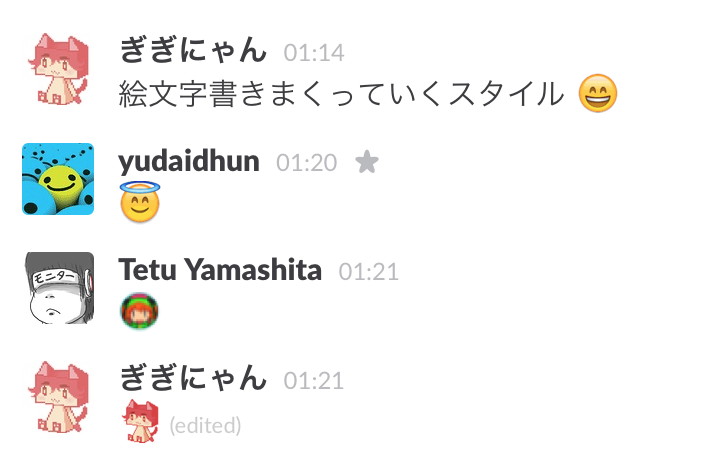 ぎぎにゃん 01:14
絵文字書きまくっていくスタイル 😄
yudaidhun 01:20 ★
😇
Tetu Yamashita 01:21
モニター
ぎぎにゃん 01:21
(edited)